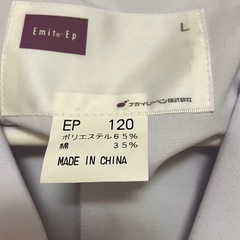 Emitn Ep
L
ナガイレーベン株式会社
EP 120
ポリエステル65%
綿 35%
MADE IN CHINA